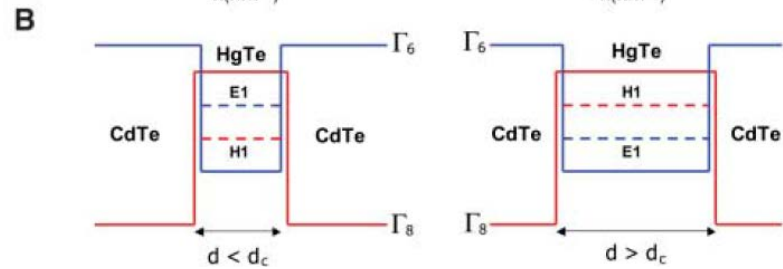 B
HgTe
Γ6
E1
H1
CdTe
CdTe
Γ8
d < dc
Γ6
HgTe
H1
E1
CdTe
CdTe
Γ8
d > dc